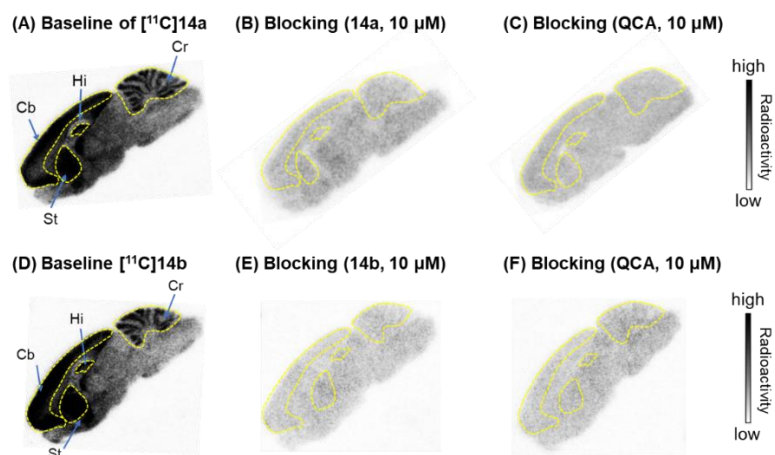 (A) Baseline of [¹¹C]14a
(B) Blocking (14a, 10 μM)
(C) Blocking (QCA, 10 μM)
Cr
Hi
Cb
St
high
Radioactivity
low
(D) Baseline [¹¹C]14b
(E) Blocking (14b, 10 μM)
(F) Blocking (QCA, 10 μM)
Cr
Hi
Cb
St
high
Radioactivity
low